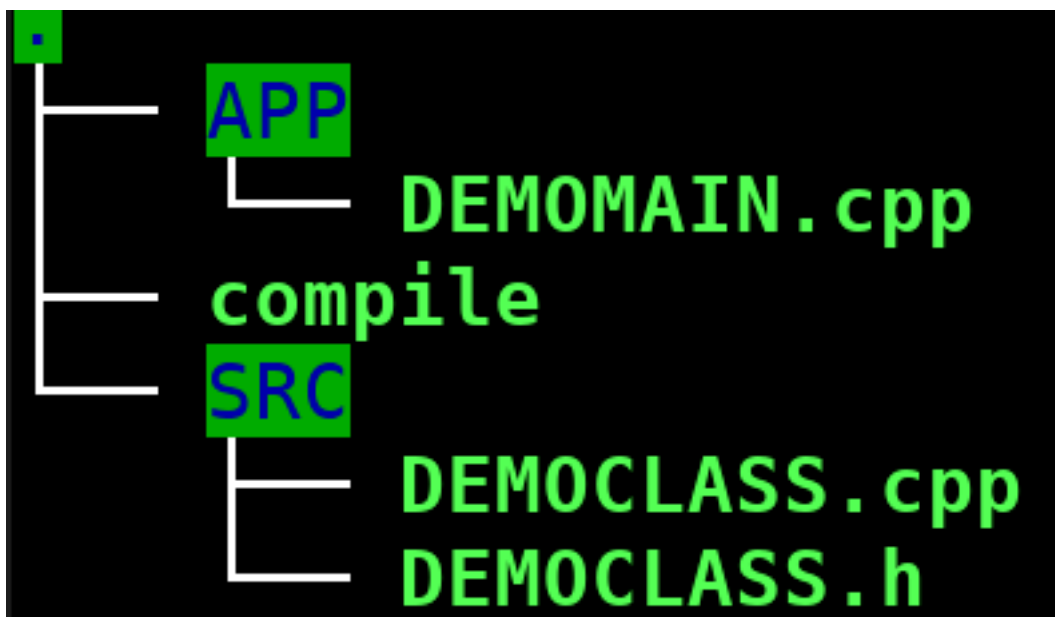 .
APP
DEMOMAIN.cpp
compile
SRC
DEMOCLASS.cpp
DEMOCLASS.h